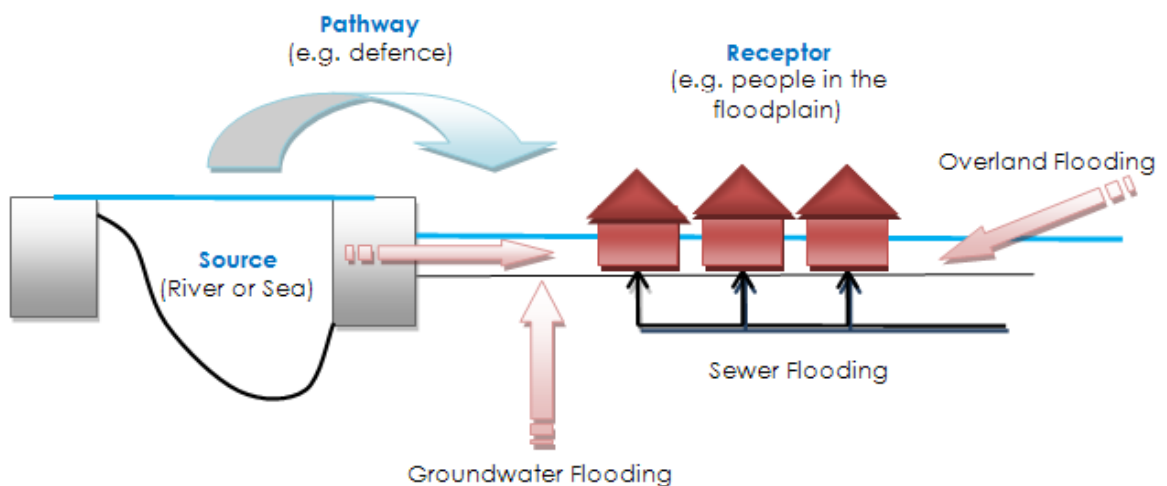 Pathway
(e.g. defence)
Receptor
(e.g. people in the
floodplain)
Overland Flooding
Source
(River or Sea)
Sewer Flooding
Groundwater Flooding